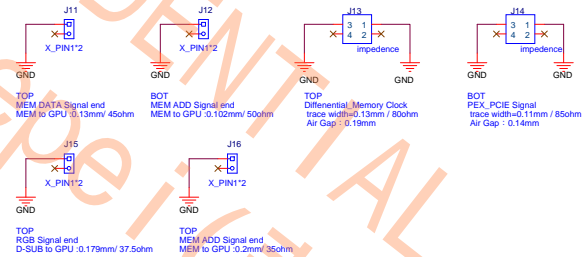 J11
X_PIN1*2
GND
TOP
MEM DATA Signal end
MEM to GPU :0.13mm/ 45ohm
J12
X_PIN1*2
GND
BOT
MEM ADD Signal end
MEM to GPU :0.102mm/ 50ohm
J13
3 1
4 2
impedence
GND
GND
TOP
Differential Memory Clock
trace width=0.13mm / 80ohm
Air Gap : 0.19mm
J14
3 1
4 2
impedence
GND
GND
BOT
PEX_PCIE Signal
trace width=0.11mm / 85ohm
Air Gap : 0.14mm
J15
X_PIN1*2
GND
TOP
RGB Signal end
D-SUB to GPU :0.179mm/ 37.5ohm
J16
X_PIN1*2
GND
TOP
MEM ADD Signal end
MEM to GPU :0.2mm/ 35ohm